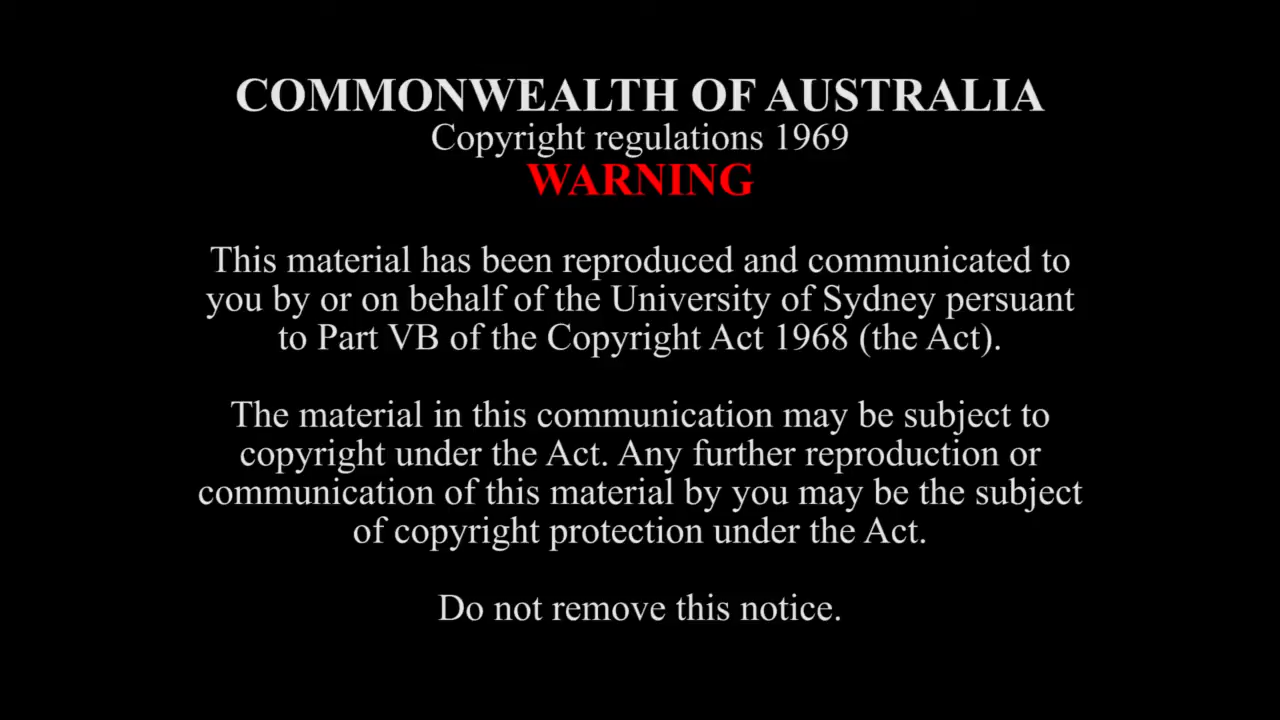 COMMONWEALTH OF AUSTRALIA
Copyright regulations 1969
WARNING
This material has been reproduced and communicated to
you by or on behalf of the University of Sydney persuant
to Part VB of the Copyright Act 1968 (the Act).
The material in this communication may be subject to
copyright under the Act. Any further reproduction or
communication of this material by you may be the subject
of copyright protection under the Act.
Do not remove this notice.